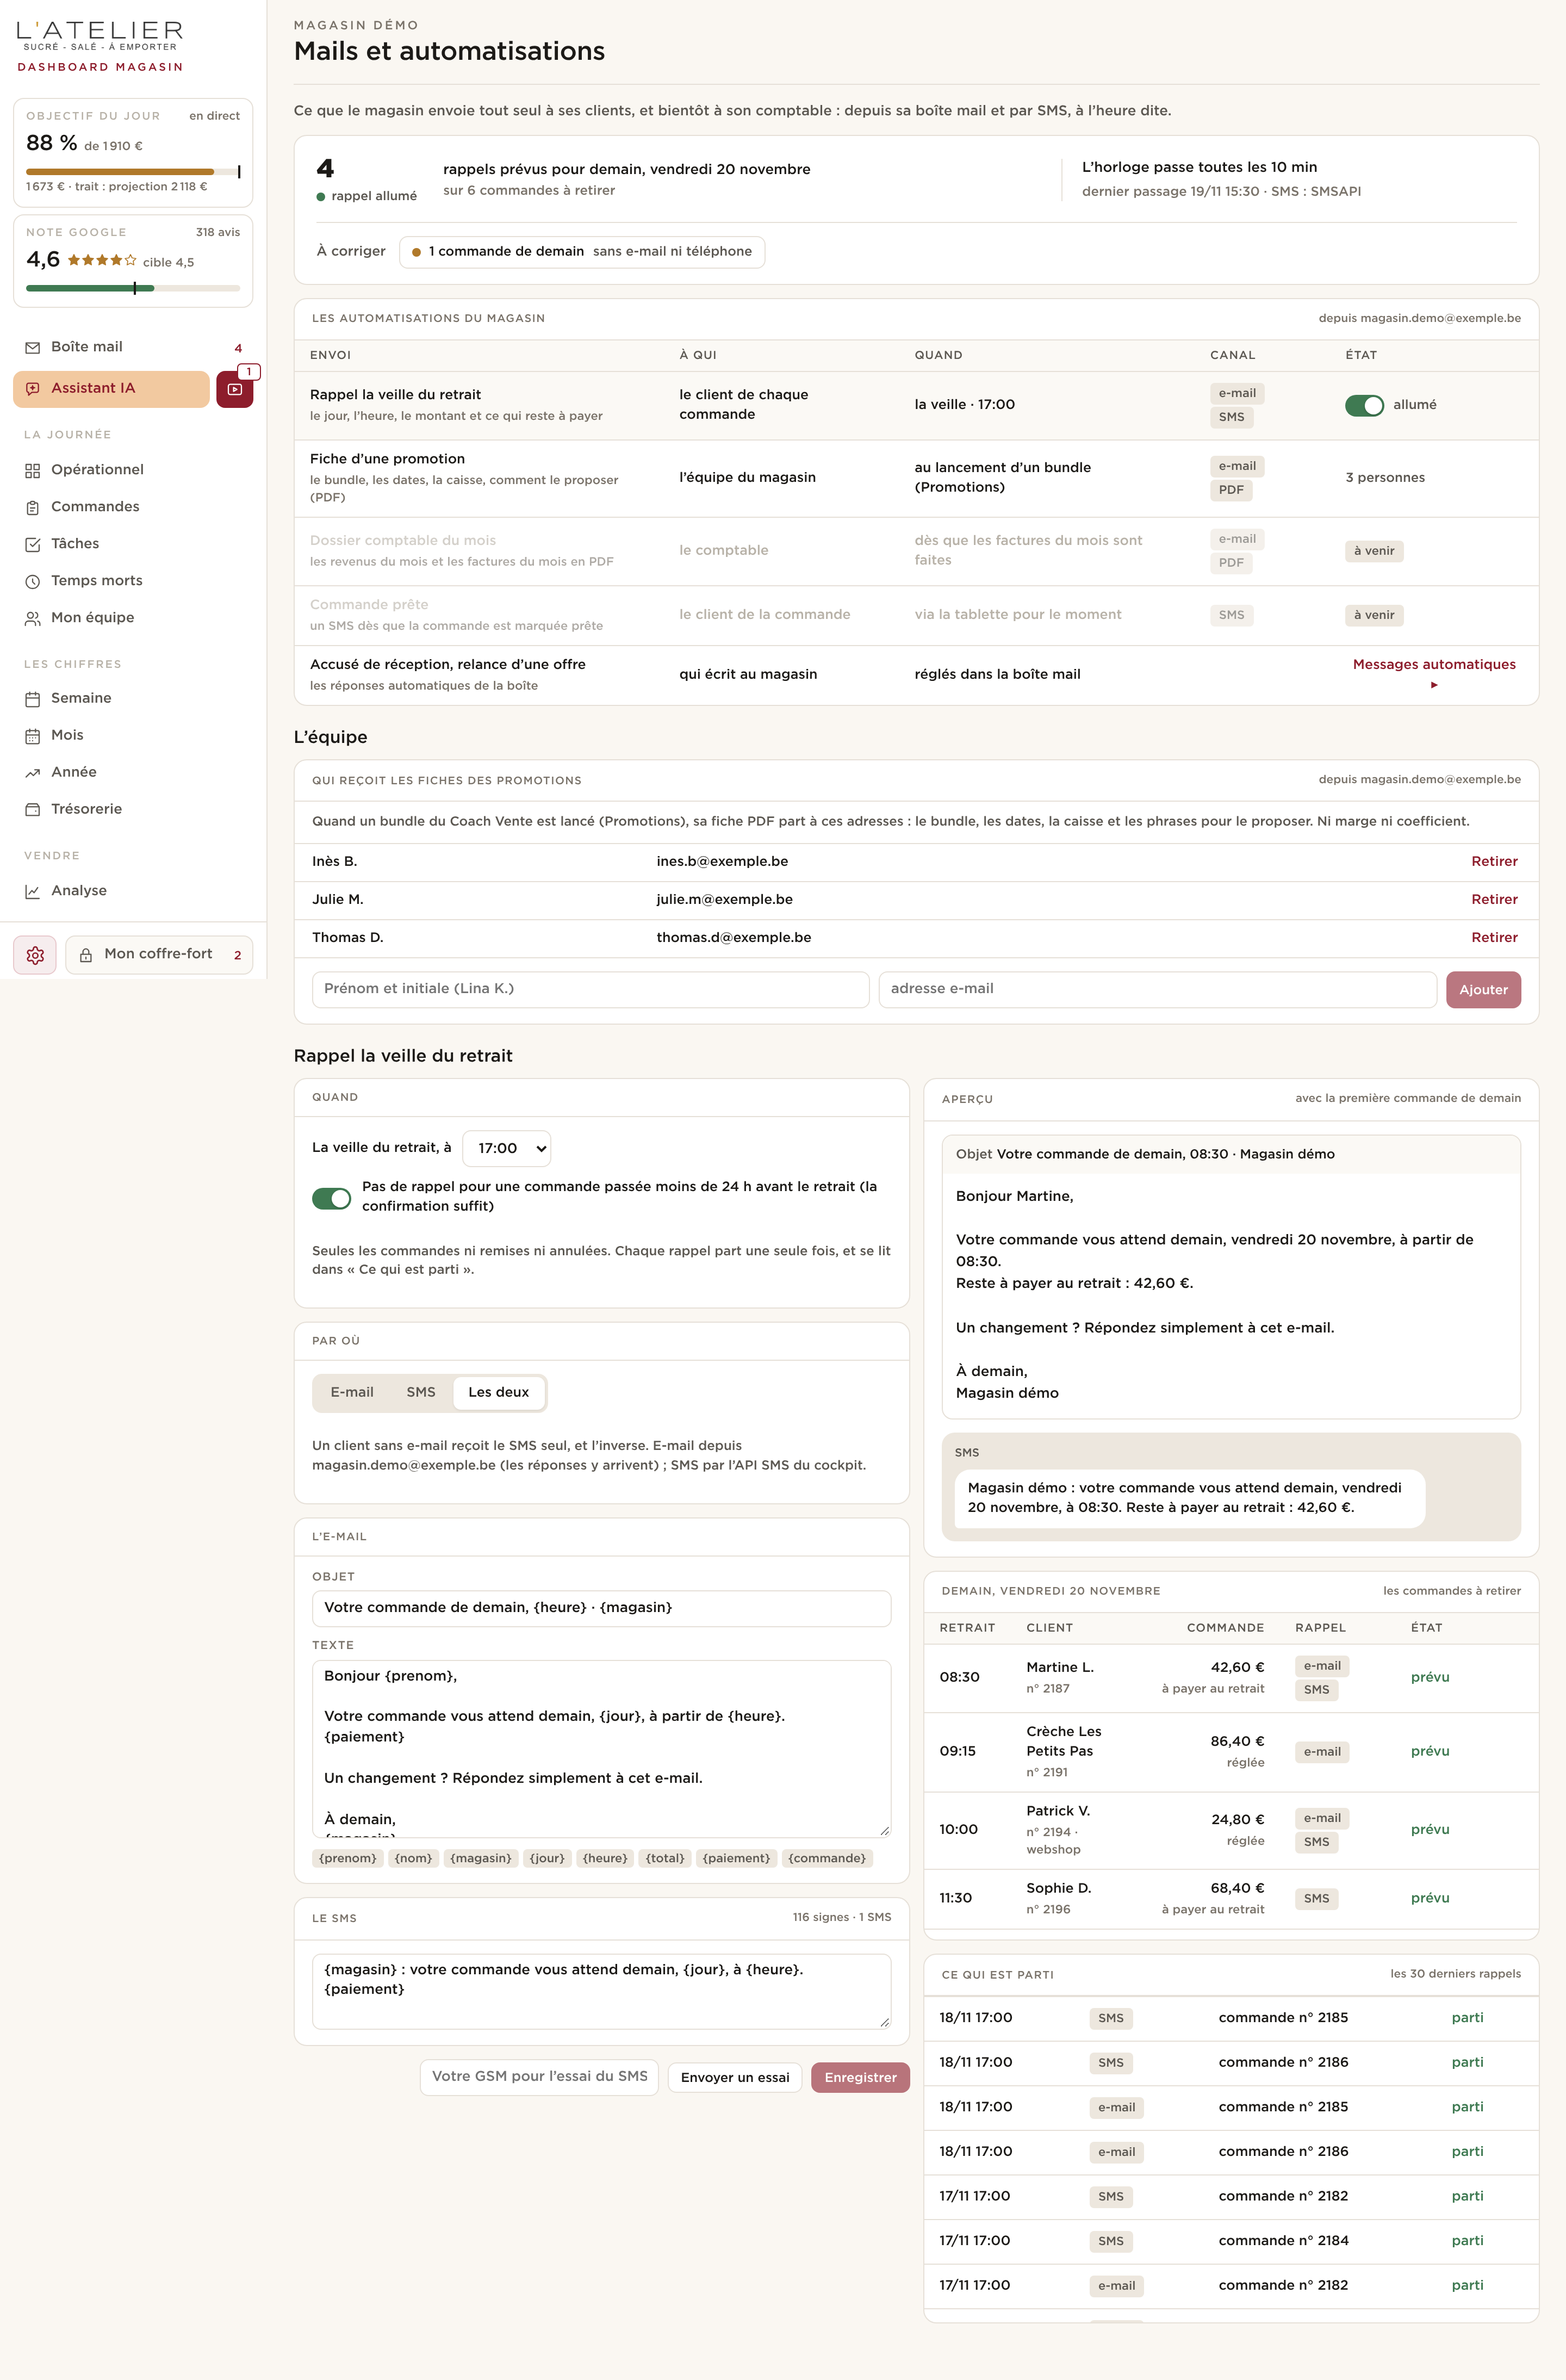 L'ATELIER
SUCRÉ - SALÉ - À EMPORTER
DASHBOARD MAGASIN
OBJECTIF DU JOUR en direct
88 % de 1 910 €
1 673 € · trait : projection 2 118 €
NOTE GOOGLE 318 avis
4,6 cible 4,5
Boîte mail 4
Assistant IA 1
LA JOURNÉE
Opérationnel
Commandes
Tâches
Temps morts
Mon équipe
LES CHIFFRES
Semaine
Mois
Année
Trésorerie
VENDRE
Analyse
Mon coffre-fort 2
MAGASIN DÉMO
Mails et automatisations
Ce que le magasin envoie tout seul à ses clients, et bientôt à son comptable : depuis sa boîte mail et par SMS, à l’heure dite.
4
rappel allumé
rappels prévus pour demain, vendredi 20 novembre
sur 6 commandes à retirer
L’horloge passe toutes les 10 min
dernier passage 19/11 15:30 · SMS : SMSAPI
À corriger 1 commande de demain sans e-mail ni téléphone
LES AUTOMATISATIONS DU MAGASIN depuis magasin.demo@exemple.be
ENVOI À QUI QUAND CANAL ÉTAT
Rappel la veille du retrait
le jour, l’heure, le montant et ce qui reste à payer
le client de chaque
commande
la veille · 17:00
e-mail
SMS
allumé
Fiche d’une promotion
le bundle, les dates, la caisse, comment le proposer
(PDF)
l’équipe du magasin
au lancement d’un bundle
(Promotions)
e-mail
PDF
3 personnes
Dossier comptable du mois
les revenus du mois et les factures du mois en PDF
le comptable
dès que les factures du mois sont
faites
e-mail
PDF
à venir
Commande prête
un SMS dès que la commande est marquée prête
le client de la commande
via la tablette pour le moment
SMS
à venir
Accusé de réception, relance d’une offre
les réponses automatiques de la boîte
qui écrit au magasin
réglés dans la boîte mail
Messages automatiques
▸
L’équipe
QUI REÇOIT LES FICHES DES PROMOTIONS depuis magasin.demo@exemple.be
Quand un bundle du Coach Vente est lancé (Promotions), sa fiche PDF part à ces adresses : le bundle, les dates, la caisse et les phrases pour le proposer. Ni marge ni coefficient.
Inès B. ines.b@exemple.be Retirer
Julie M. julie.m@exemple.be Retirer
Thomas D. thomas.d@exemple.be Retirer
Prénom et initiale (Lina K.) adresse e-mail Ajouter
Rappel la veille du retrait
QUAND
La veille du retrait, à 17:00
Pas de rappel pour une commande passée moins de 24 h avant le retrait (la
confirmation suffit)
Seules les commandes ni remises ni annulées. Chaque rappel part une seule fois, et se lit
dans « Ce qui est parti ».
PAR OÙ
E-mail SMS Les deux
Un client sans e-mail reçoit le SMS seul, et l’inverse. E-mail depuis
magasin.demo@exemple.be (les réponses y arrivent) ; SMS par l’API SMS du cockpit.
L’E-MAIL
OBJET
Votre commande de demain, {heure} · {magasin}
TEXTE
Bonjour {prenom},
Votre commande vous attend demain, {jour}, à partir de {heure}.
{paiement}
Un changement ? Répondez simplement à cet e-mail.
À demain,
{magasin}
{prenom} {nom} {magasin} {jour} {heure} {total} {paiement} {commande}
LE SMS 116 signes · 1 SMS
{magasin} : votre commande vous attend demain, {jour}, à {heure}.
{paiement}
Votre GSM pour l’essai du SMS Envoyer un essai Enregistrer
APERÇU avec la première commande de demain
Objet Votre commande de demain, 08:30 · Magasin démo
Bonjour Martine,
Votre commande vous attend demain, vendredi 20 novembre, à partir de
08:30.
Reste à payer au retrait : 42,60 €.
Un changement ? Répondez simplement à cet e-mail.
À demain,
Magasin démo
SMS
Magasin démo : votre commande vous attend demain, vendredi
20 novembre, à 08:30. Reste à payer au retrait : 42,60 €.
DEMAIN, VENDREDI 20 NOVEMBRE les commandes à retirer
RETRAIT CLIENT COMMANDE RAPPEL ÉTAT
08:30
Martine L.
n° 2187
42,60 €
à payer au retrait
e-mail
SMS
prévu
09:15
Crèche Les
Petits Pas
n° 2191
86,40 €
réglée
e-mail
prévu
10:00
Patrick V.
n° 2194 ·
webshop
24,80 €
réglée
e-mail
SMS
prévu
11:30
Sophie D.
n° 2196
68,40 €
à payer au retrait
SMS
prévu
CE QUI EST PARTI les 30 derniers rappels
18/11 17:00 SMS commande n° 2185 parti
18/11 17:00 SMS commande n° 2186 parti
18/11 17:00 e-mail commande n° 2185 parti
18/11 17:00 e-mail commande n° 2186 parti
17/11 17:00 SMS commande n° 2182 parti
17/11 17:00 SMS commande n° 2184 parti
17/11 17:00 e-mail commande n° 2182 parti